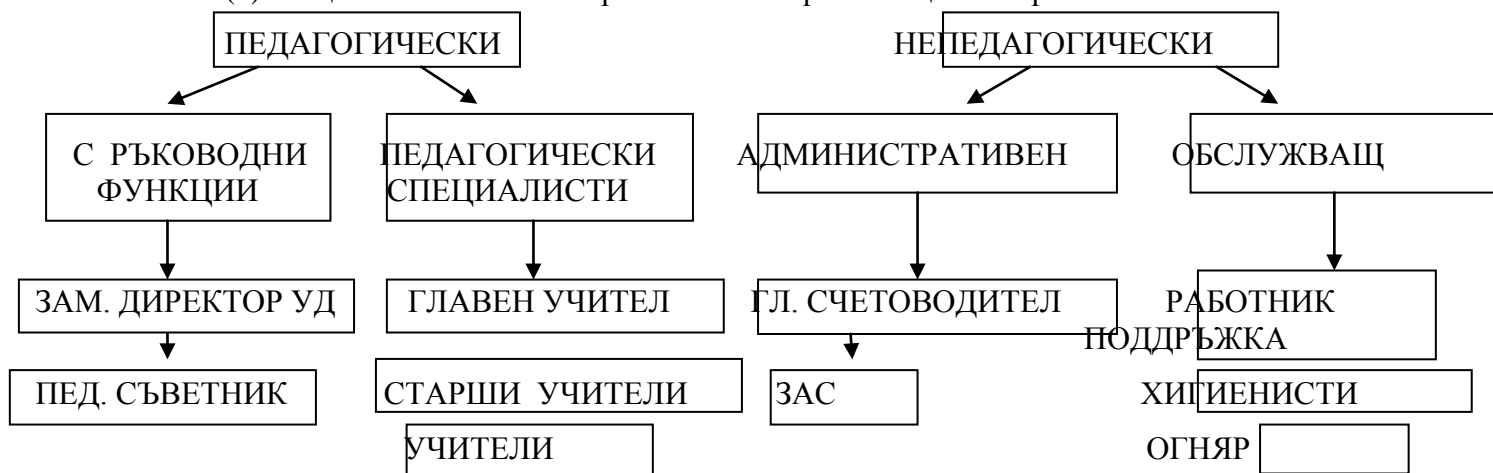 ПЕДАГОГИЧЕСКИ
НЕПЕДАГОГИЧЕСКИ
С РЪКОВОДНИ
ФУНКЦИИ
ПЕДАГОГИЧЕСКИ
СПЕЦИАЛИСТИ
АДМИНИСТРАТИВЕН
ОБСЛУЖВАЩ
ЗАМ. ДИРЕКТОР УД
ГЛАВЕН УЧИТЕЛ
ГЛ. СЧЕТОВОДИТЕЛ
РАБОТНИК
ПОДДРЪЖКА
ПЕД. СЪВЕТНИК
СТАРШИ УЧИТЕЛИ
ЗАС
ХИГИЕНИСТИ
УЧИТЕЛИ
ОГНЯР